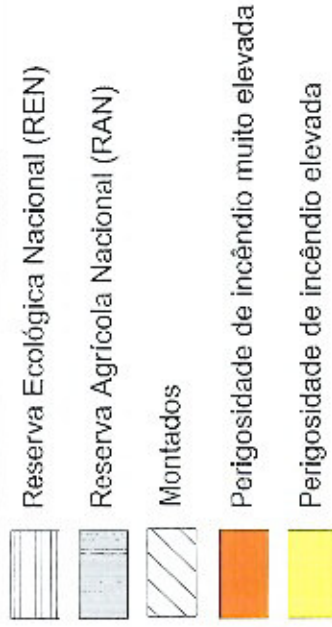 Reserva Ecológica Nacional (REN)
Reserva Agrícola Nacional (RAN)
Montados
Perigosidade de incêndio muito elevada
Perigosidade de incêndio elevada